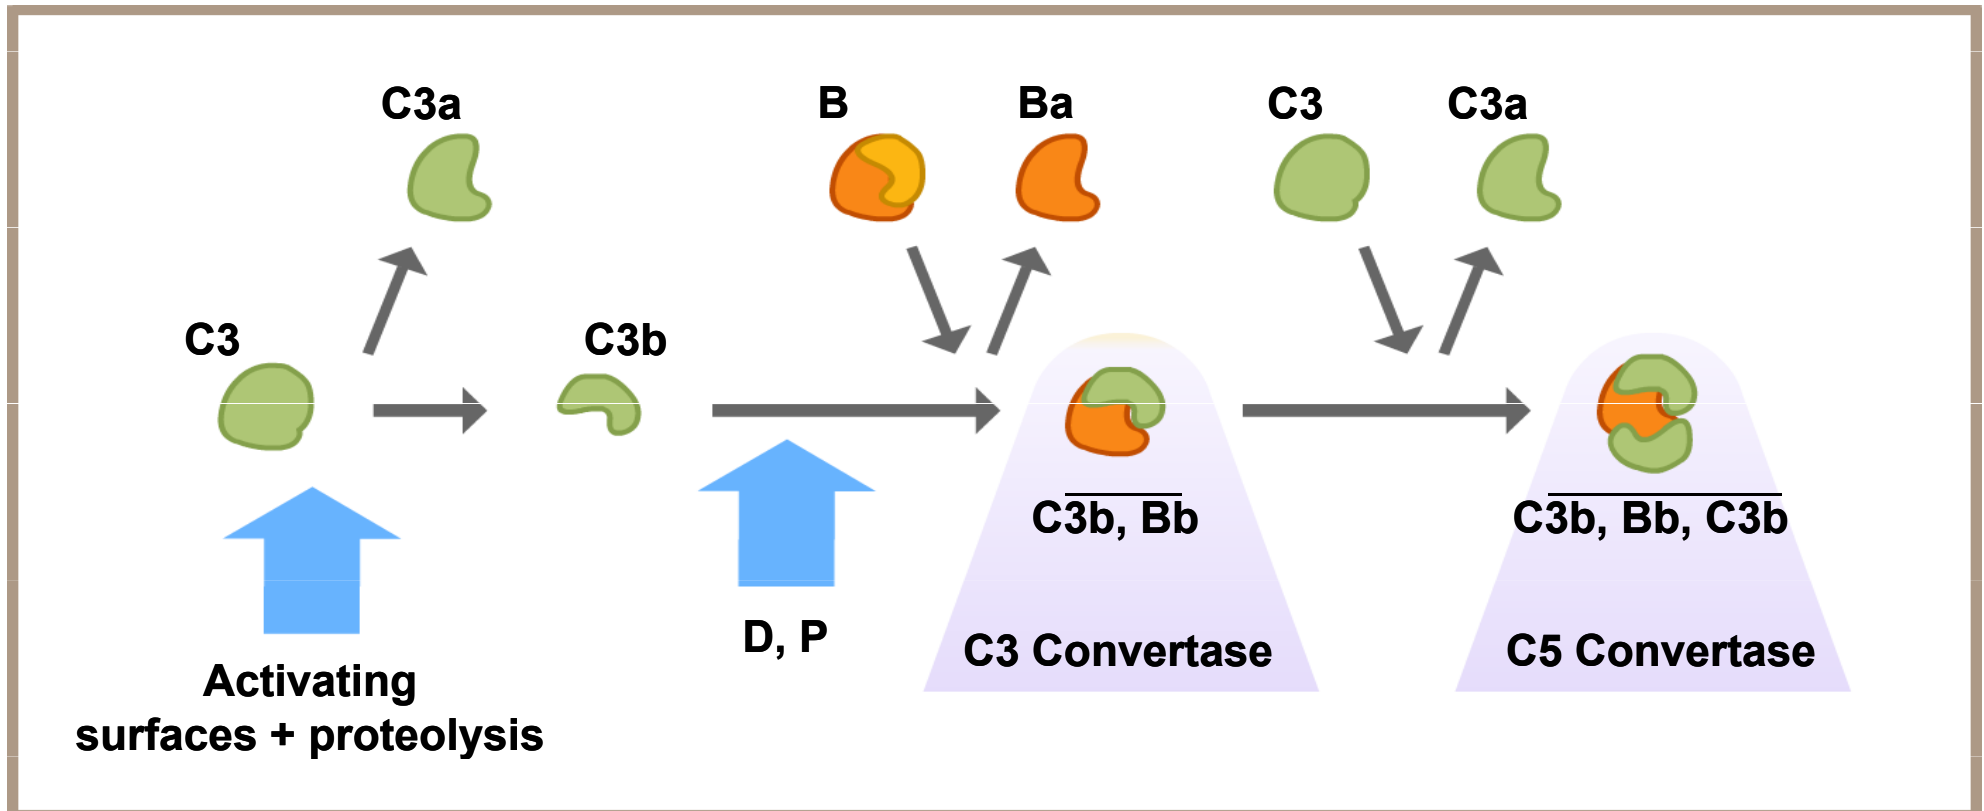 C3a
B
Ba
C3
C3a
C3
C3b
C3b, Bb
C3b, Bb, C3b
D, P
C3 Convertase
C5 Convertase
Activating
surfaces + proteolysis